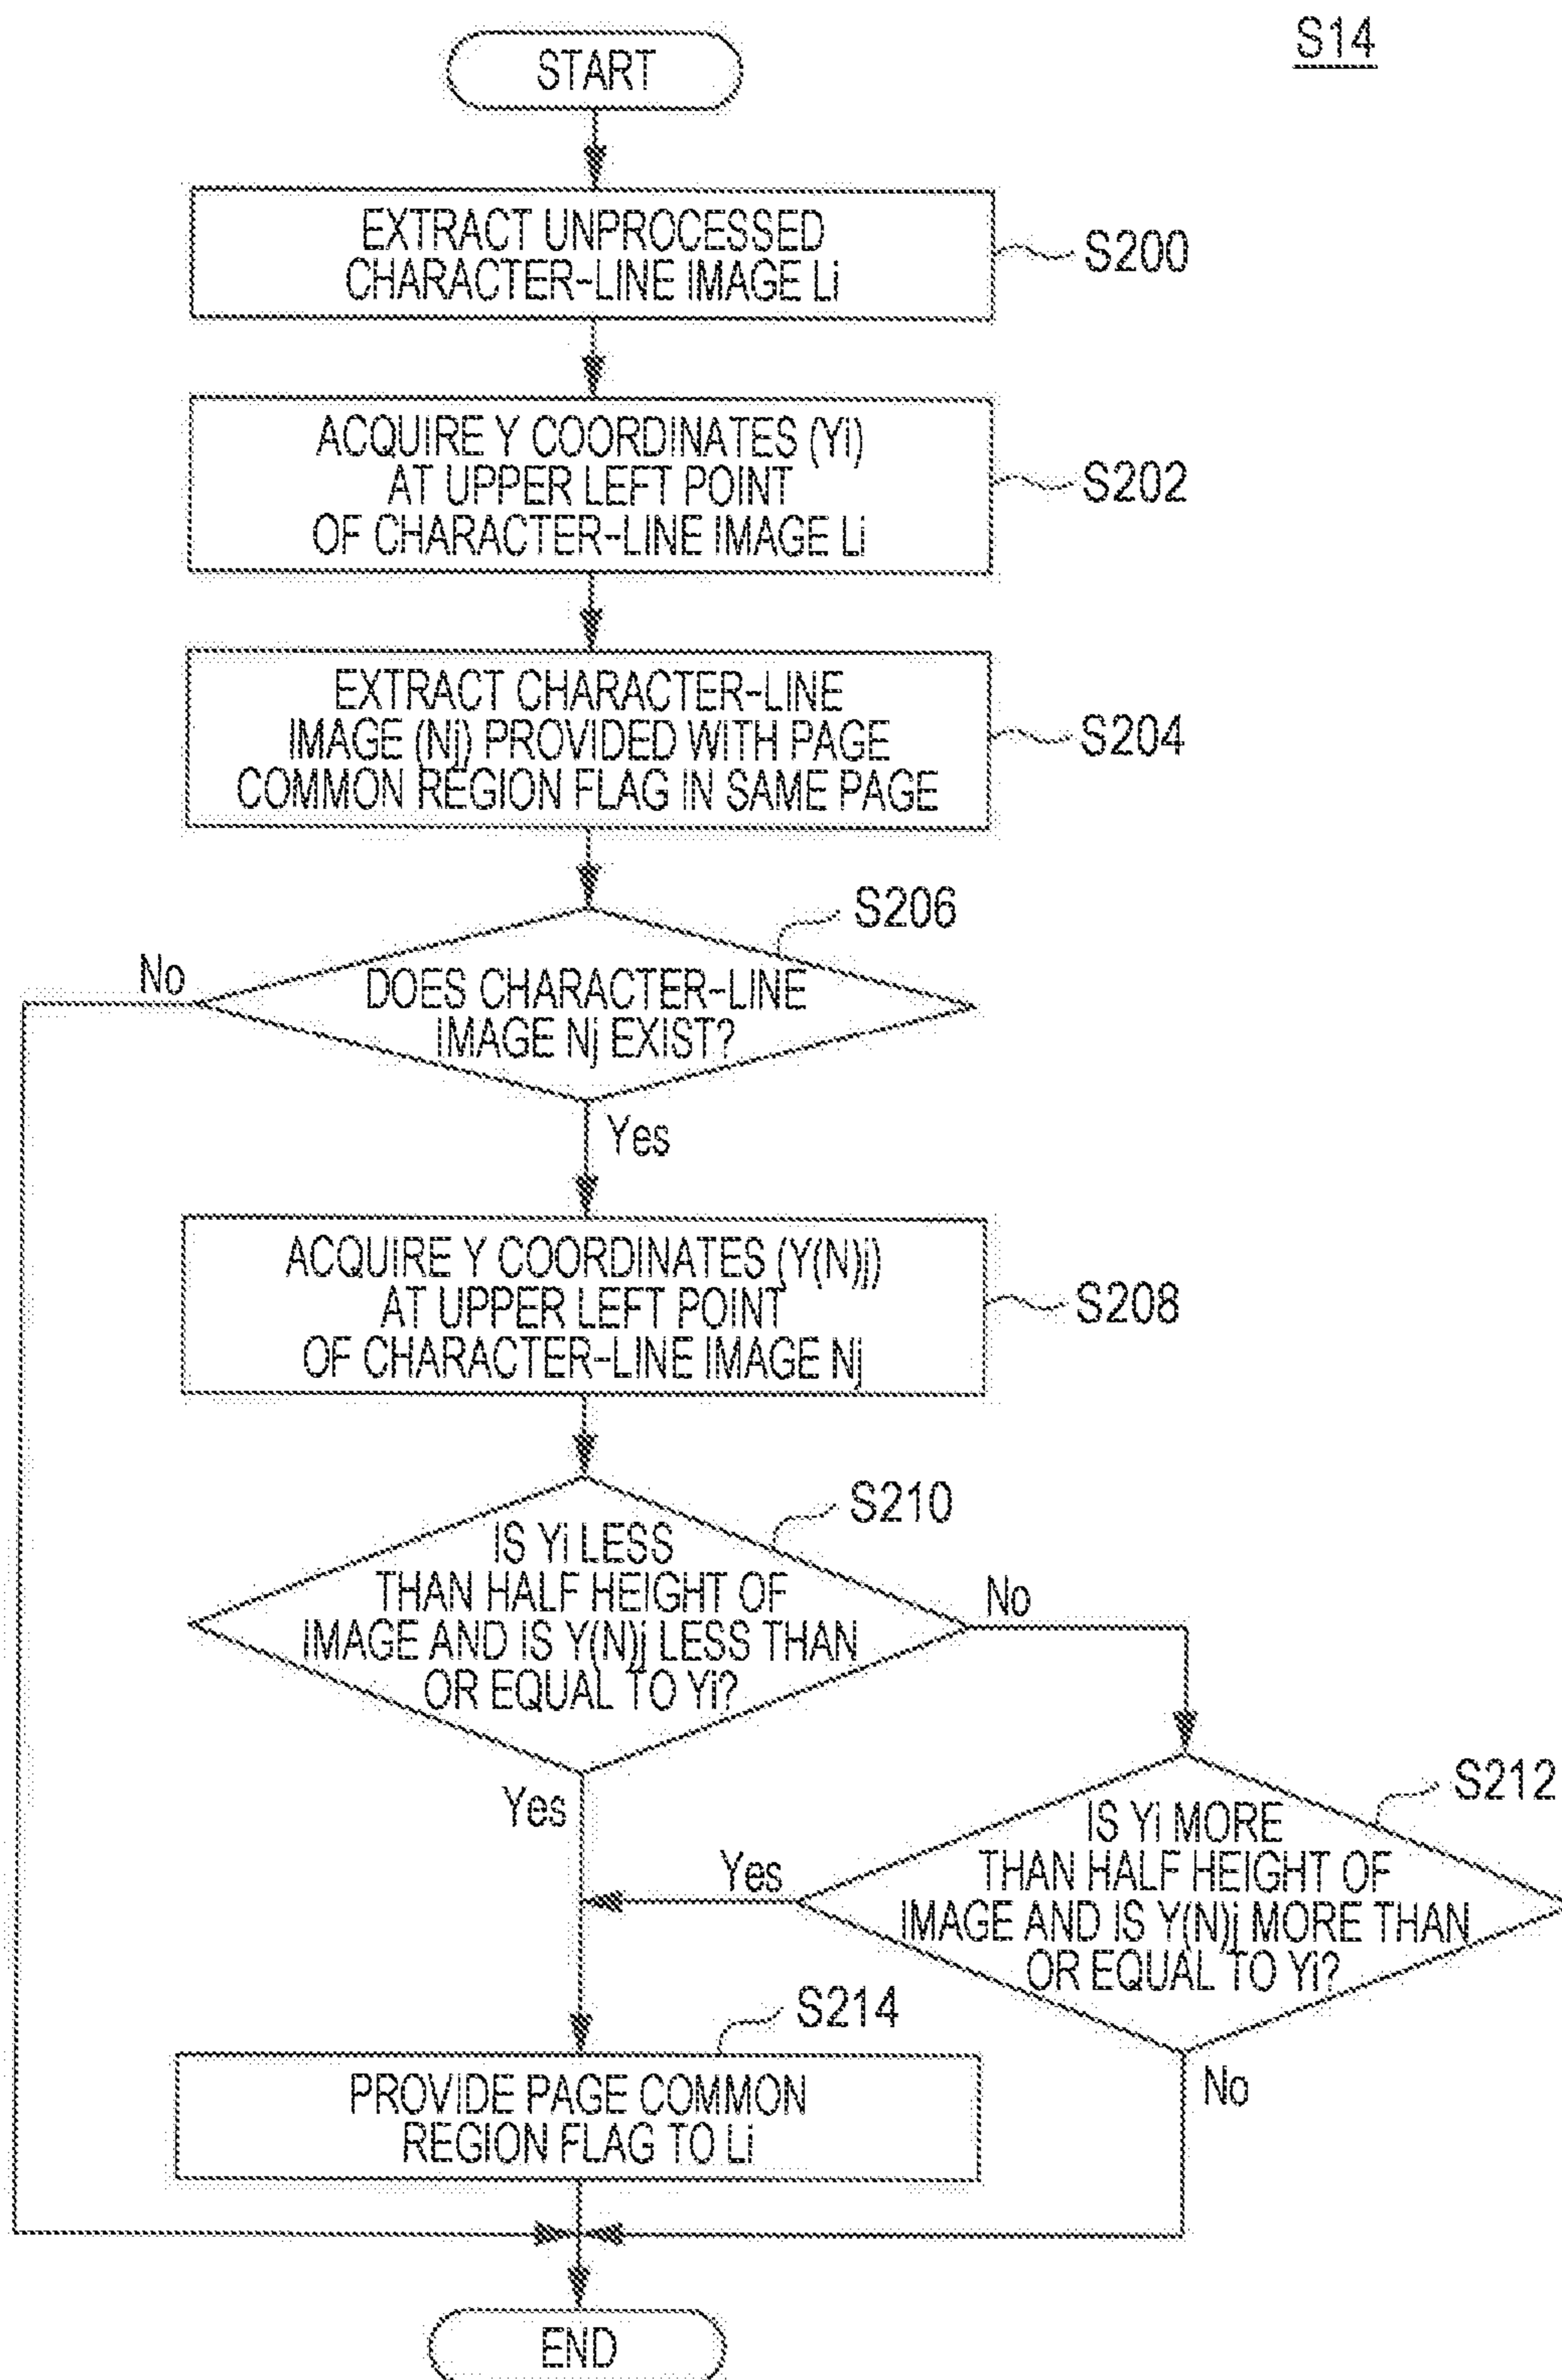 S14
START
EXTRACT UNPROCESSED
CHARACTER-LINE IMAGE Li
S200
ACQUIRE Y COORDINATES (Yi)
AT UPPER LEFT POINT
OF CHARACTER-LINE IMAGE Li
S202
EXTRACT CHARACTER-LINE
IMAGE (Nj) PROVIDED WITH PAGE
COMMON REGION FLAG IN SAME PAGE
S204
S206
No
DOES CHARACTER-LINE
IMAGE Nj EXIST?
Yes
ACQUIRE Y COORDINATES (Y(N)j)
AT UPPER LEFT POINT
OF CHARACTER-LINE IMAGE Nj
S208
S210
IS Yi LESS
THAN HALF HEIGHT OF
IMAGE AND IS Y(N)j LESS THAN
OR EQUAL TO Yi?
No
Yes
S212
IS Yi MORE
THAN HALF HEIGHT OF
IMAGE AND IS Y(N)j MORE THAN
OR EQUAL TO Yi?
Yes
No
S214
PROVIDE PAGE COMMON
REGION FLAG TO Li
END